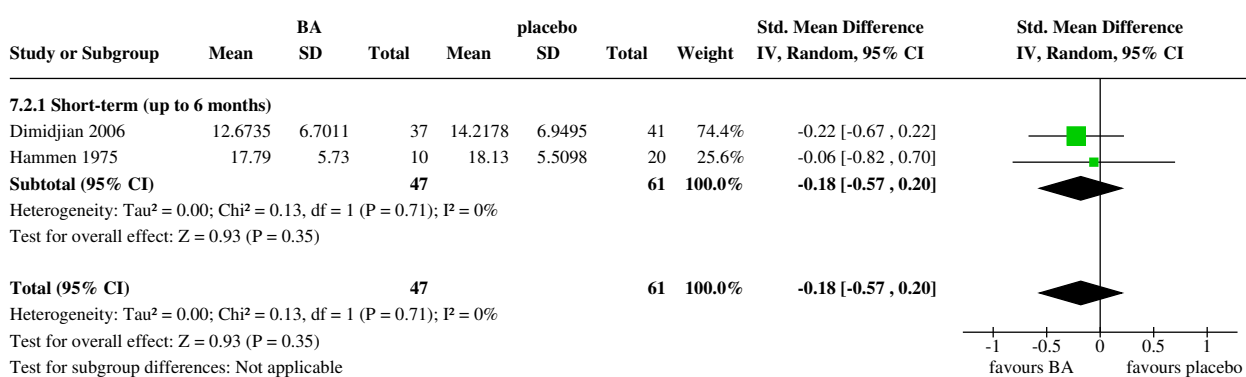 BA placebo Std. Mean Difference Std. Mean Difference
Study or Subgroup Mean SD Total Mean SD Total Weight IV, Random, 95% CI IV, Random, 95% CI
7.2.1 Short-term (up to 6 months)
Dimidjian 2006 12.6735 6.7011 37 14.2178 6.9495 41 74.4% -0.22 [-0.67 , 0.22]
Hammen 1975 17.79 5.73 10 18.13 5.5098 20 25.6% -0.06 [-0.82 , 0.70]
Subtotal (95% CI) 47 61 100.0% -0.18 [-0.57 , 0.20]
Heterogeneity: Tau² = 0.00; Chi² = 0.13, df = 1 (P = 0.71); I² = 0%
Test for overall effect: Z = 0.93 (P = 0.35)
Total (95% CI) 47 61 100.0% -0.18 [-0.57 , 0.20]
Heterogeneity: Tau² = 0.00; Chi² = 0.13, df = 1 (P = 0.71); I² = 0%
Test for overall effect: Z = 0.93 (P = 0.35) -1 -0.5 0 0.5 1
Test for subgroup differences: Not applicable favours BA favours placebo